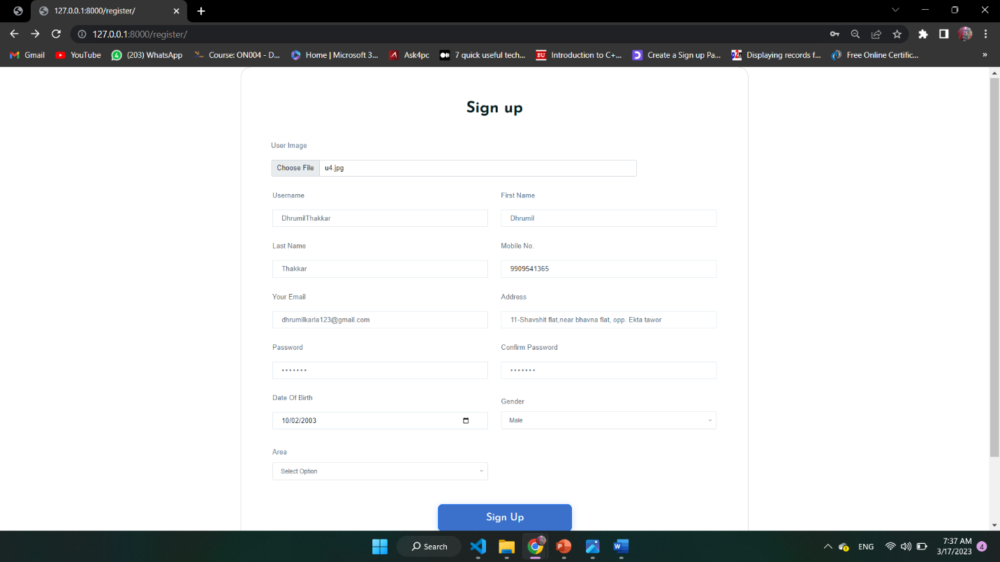 127.0.0.1:8000/register/
127.0.0.1:8000/register/
Gmail YouTube (203) WhatsApp Course: ON004 - D... Home | Microsoft 3... Ask4pc 7 quick useful tech... BU Introduction to C+... Create a Sign up Pa... Displaying records f... Free Online Certific... »
Sign up
User Image
Choose File u4.jpg
Username First Name
DhrumilThakkar Dhrumil
Last Name Mobile No.
Thakkar 9909541365
Your Email Address
dhrumilkaria123@gmail.com 11-Shavshit flat,near bhavna flat, opp. Ekta tawor
Password Confirm Password
••••••• •••••••
Date Of Birth Gender
10/02/2003 Male
Area
Select Option
Sign Up
Search ENG 7:37 AM
3/17/2023 4